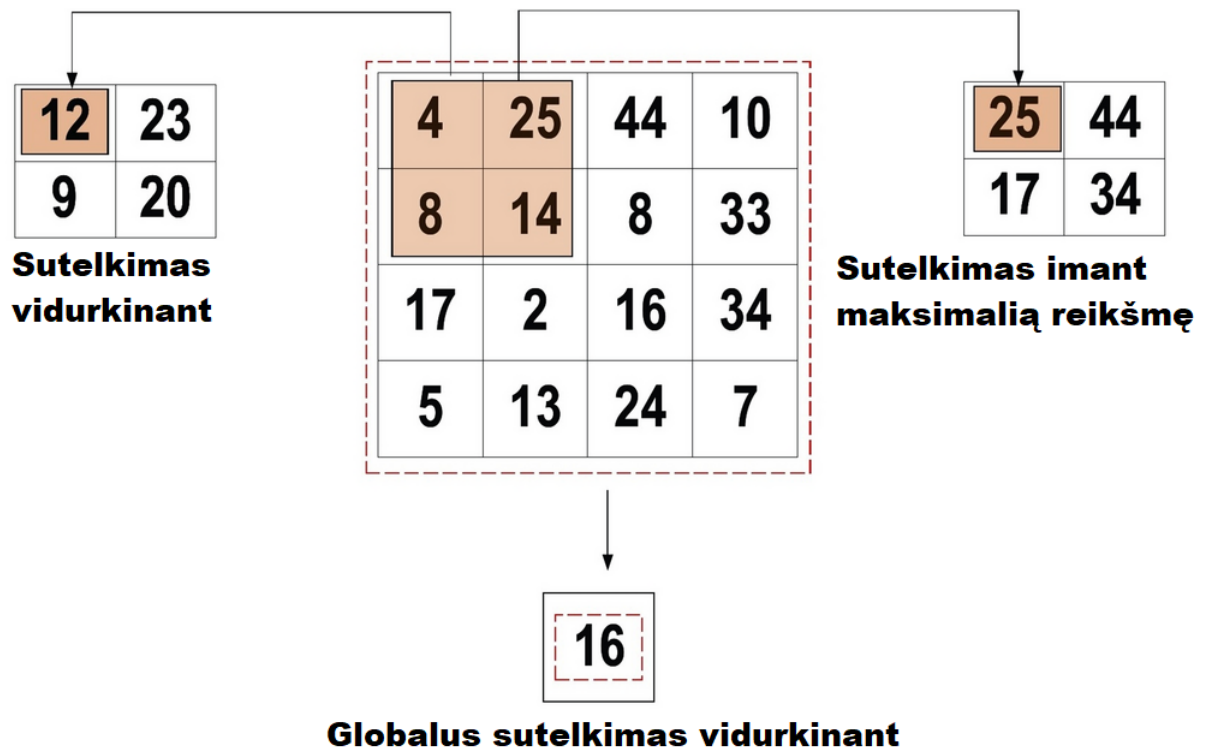 12 23
9 20
Sutelkimas
vidurkinant
4 25 44 10
8 14 8 33
17 2 16 34
5 13 24 7
25 44
17 34
Sutelkimas imant
maksimalią reikšmę
16
Globalus sutelkimas vidurkinant